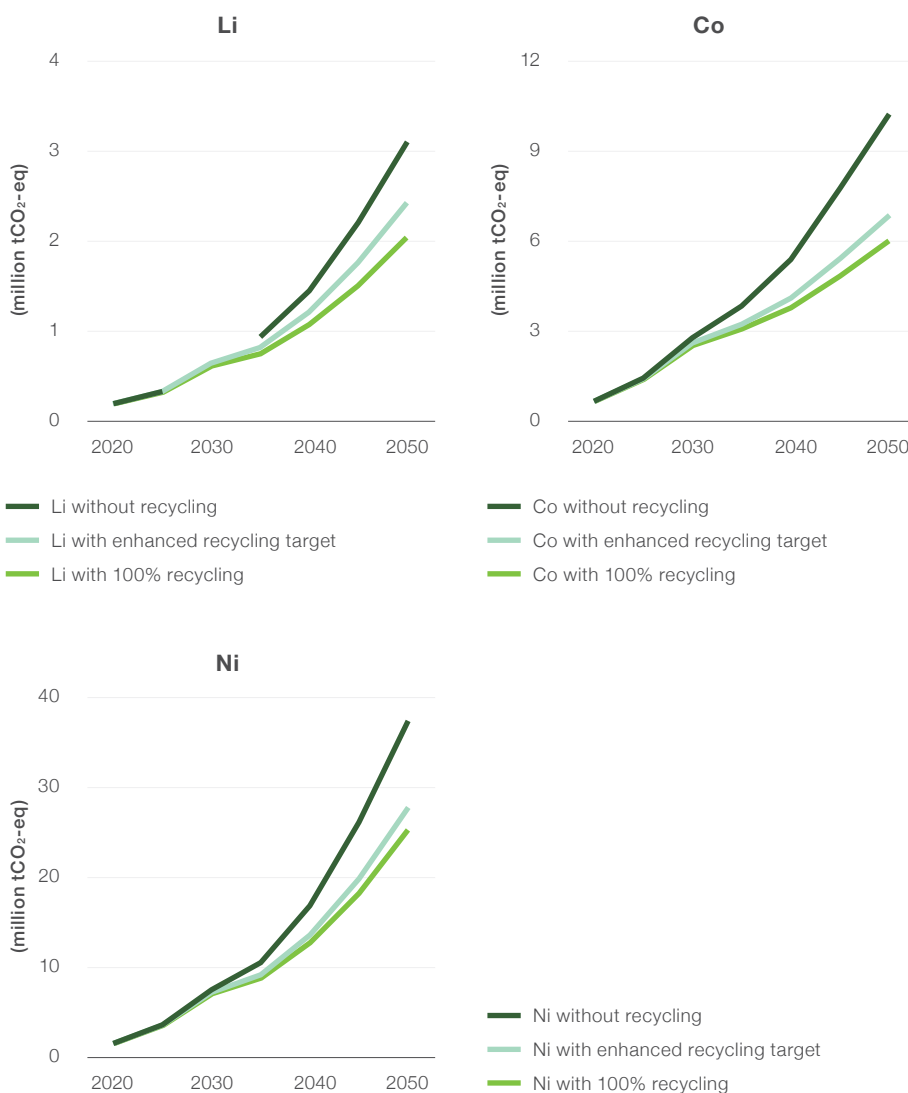 Li
4
3
2
1
0
(million tCO₂-eq)
2020 2030 2040 2050
Li without recycling
Li with enhanced recycling target
Li with 100% recycling
Co
12
9
6
3
0
(million tCO₂-eq)
2020 2030 2040 2050
Co without recycling
Co with enhanced recycling target
Co with 100% recycling
Ni
40
30
20
10
0
(million tCO₂-eq)
2020 2030 2040 2050
Ni without recycling
Ni with enhanced recycling target
Ni with 100% recycling